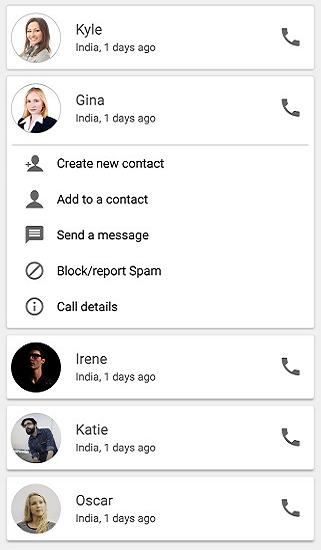 Kyle
India, 1 days ago
Gina
India, 1 days ago
Create new contact
Add to a contact
Send a message
Block/report Spam
Call details
Irene
India, 1 days ago
Katie
India, 1 days ago
Oscar
India, 1 days ago